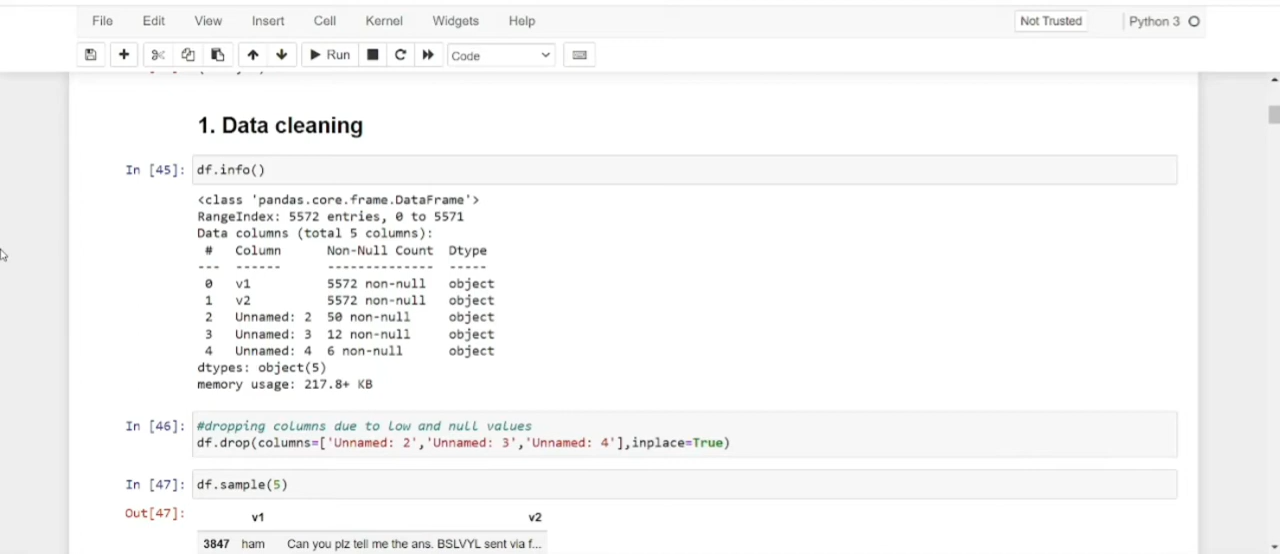 File Edit View Insert Cell Kernel Widgets Help Not Trusted Python 3
Run Code
1. Data cleaning
In [45]: df.info()
<class 'pandas.core.frame.DataFrame'>
RangeIndex: 5572 entries, 0 to 5571
Data columns (total 5 columns):
# Column Non-Null Count Dtype
--- ------ -------------- -----
0 v1 5572 non-null object
1 v2 5572 non-null object
2 Unnamed: 2 50 non-null object
3 Unnamed: 3 12 non-null object
4 Unnamed: 4 6 non-null object
dtypes: object(5)
memory usage: 217.8+ KB
In [46]: #dropping columns due to low and null values
df.drop(columns=['Unnamed: 2','Unnamed: 3','Unnamed: 4'],inplace=True)
In [47]: df.sample(5)
Out[47]:
v1 v2
3847 ham Can you plz tell me the ans. BSLVYL sent via f...